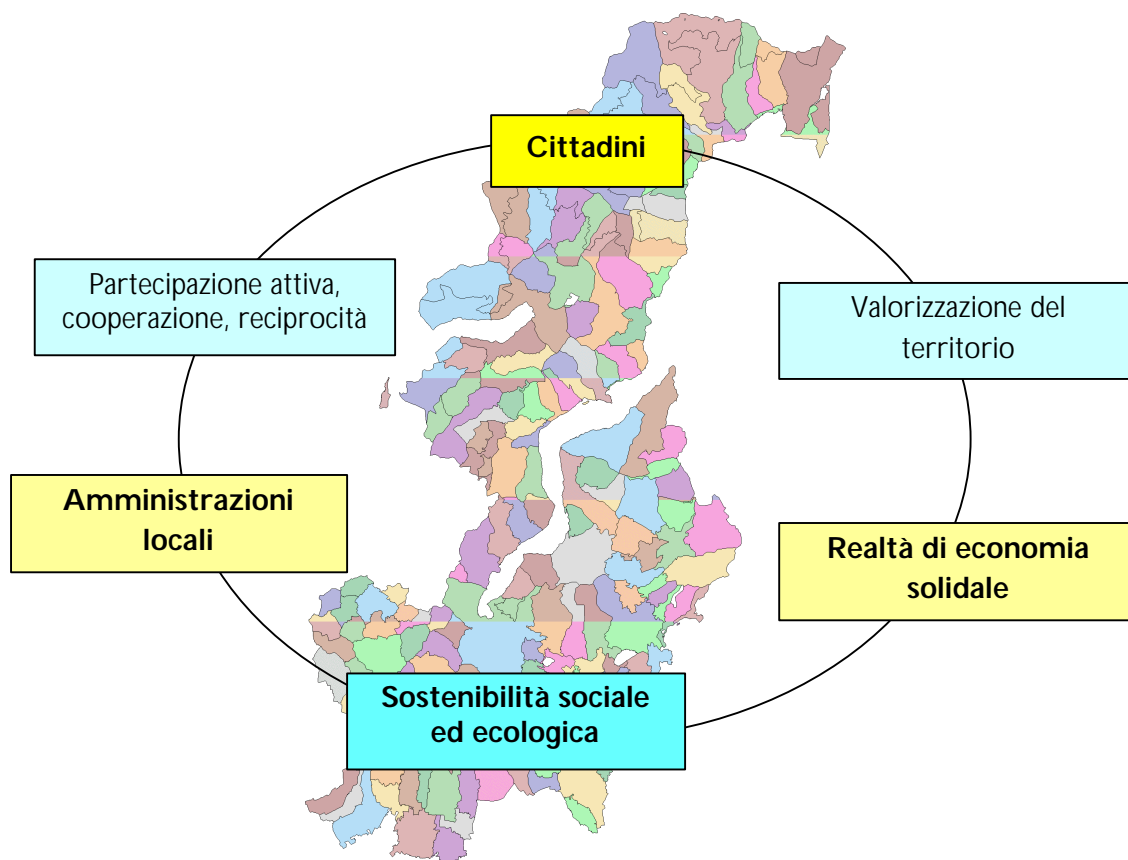 Cittadini
Partecipazione attiva,
cooperazione, reciprocità
Valorizzazione del
territorio
Amministrazioni
locali
Realtà di economia
solidale
Sostenibilità sociale
ed ecologica